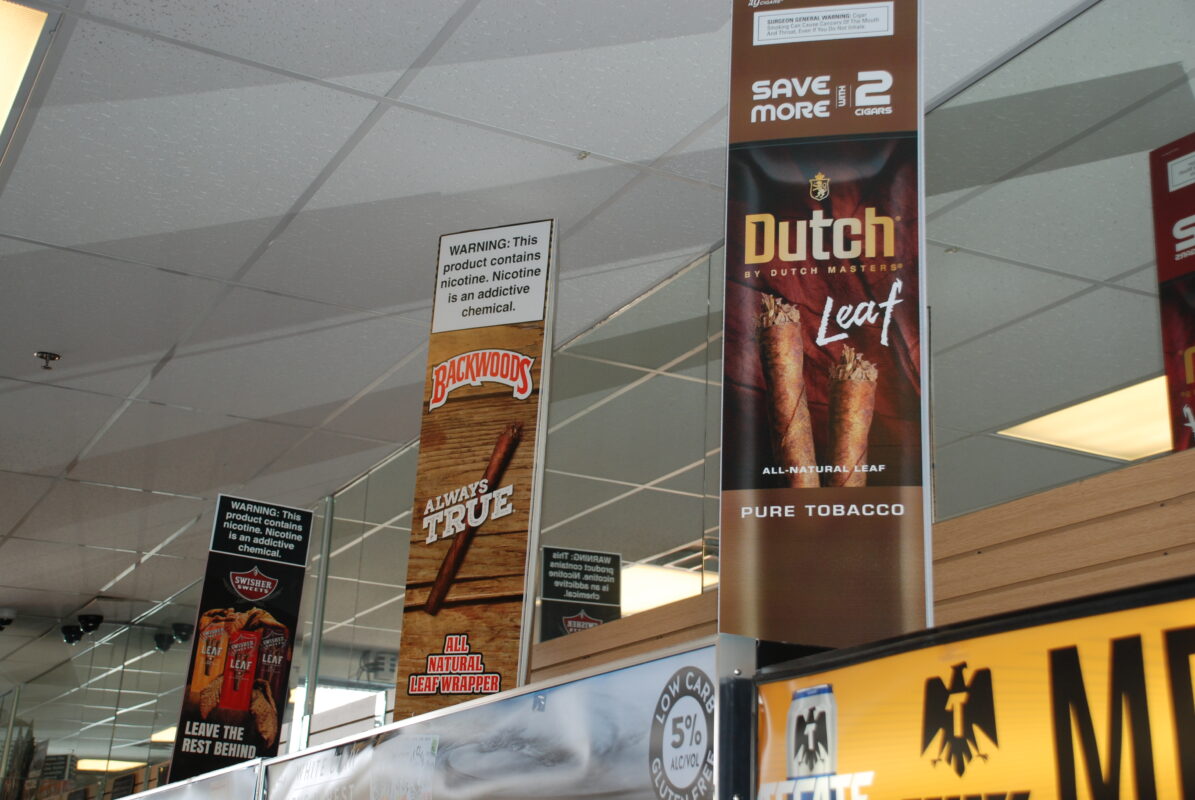 WARNING: This
product contains
nicotine. Nicotine
is an addictive
chemical.
SWISHER
SWEETS
LEAF
LEAF
LEAF
LEAVE THE
REST BEHIND
WARNING: This
product contains
nicotine. Nicotine
is an addictive
chemical.
BACKWOODS
ALWAYS
TRUE
ALL
NATURAL
LEAF WRAPPER
WARNING: This
product contains
nicotine. Nicotine
is an addictive
chemical.
SURGEON GENERAL WARNING: Cigar
Smoking Can Cause Cancers Of The Mouth
And Throat, Even If You Do Not Inhale.
SAVE
MORE
WITH
2
CIGARS
Dutch
BY DUTCH MASTERS®
Leaf
ALL-NATURAL LEAF
PURE TOBACCO
LOW CARB
5%
ALC/VOL
GLUTEN FREE
T